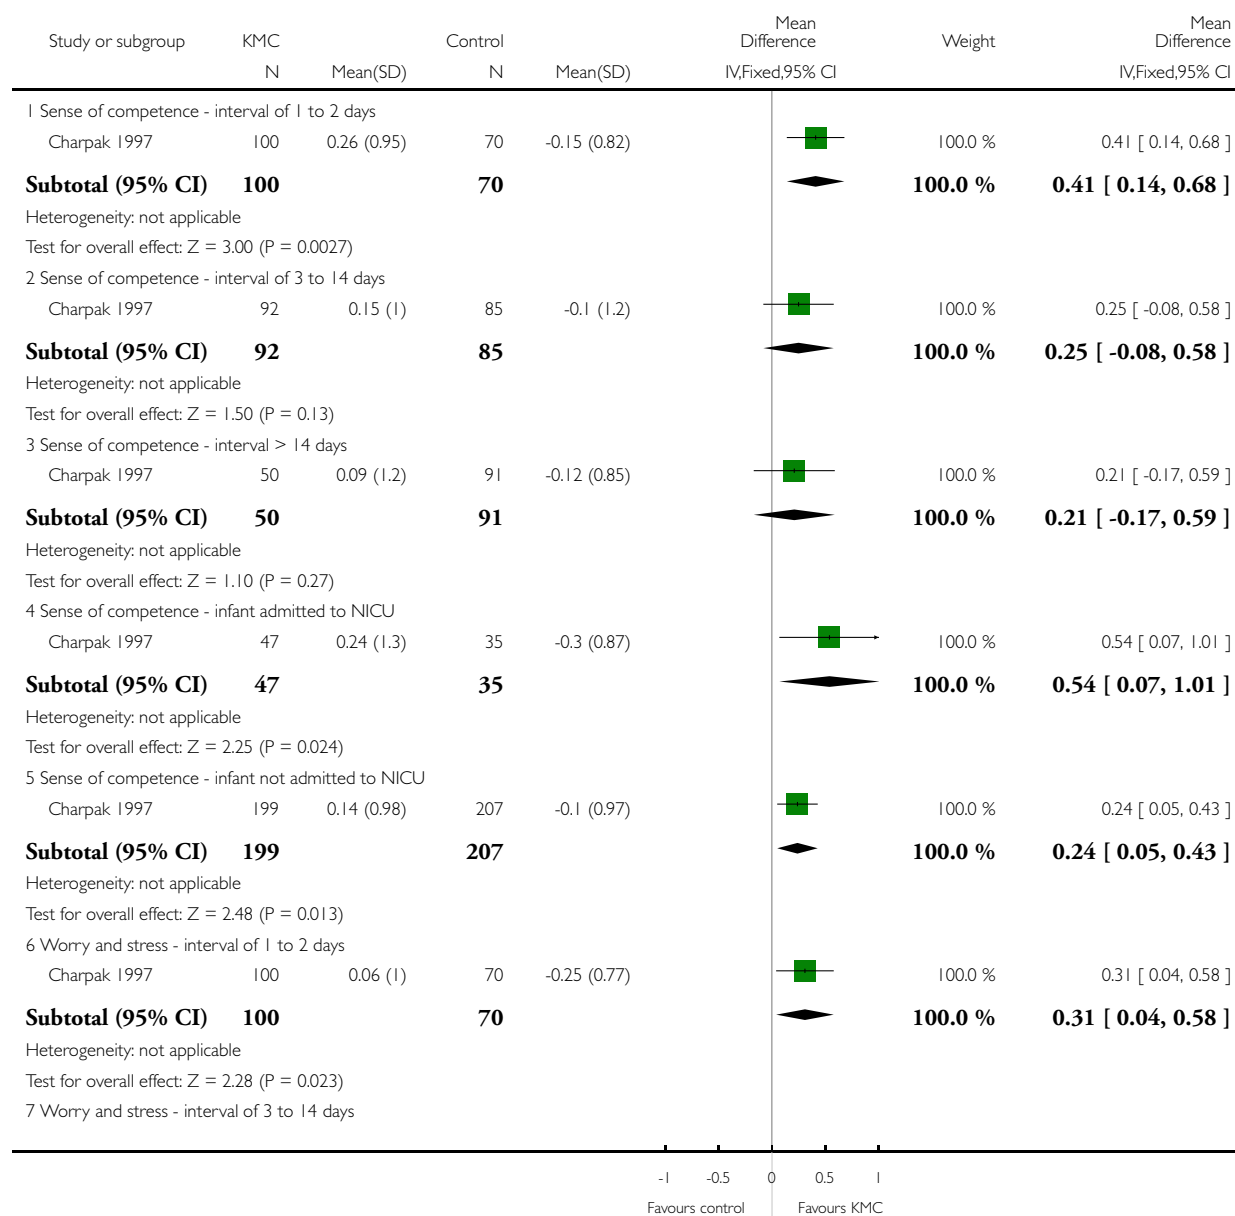 Study or subgroup KMC Control Mean Difference Weight Mean Difference
N Mean(SD) N Mean(SD) IV,Fixed,95% CI IV,Fixed,95% CI
1 Sense of competence - interval of 1 to 2 days
Charpak 1997 100 0.26 (0.95) 70 -0.15 (0.82) 100.0 % 0.41 [ 0.14, 0.68 ]
Subtotal (95% CI) 100 70 100.0 % 0.41 [ 0.14, 0.68 ]
Heterogeneity: not applicable
Test for overall effect: Z = 3.00 (P = 0.0027)
2 Sense of competence - interval of 3 to 14 days
Charpak 1997 92 0.15 (1) 85 -0.1 (1.2) 100.0 % 0.25 [ -0.08, 0.58 ]
Subtotal (95% CI) 92 85 100.0 % 0.25 [ -0.08, 0.58 ]
Heterogeneity: not applicable
Test for overall effect: Z = 1.50 (P = 0.13)
3 Sense of competence - interval > 14 days
Charpak 1997 50 0.09 (1.2) 91 -0.12 (0.85) 100.0 % 0.21 [ -0.17, 0.59 ]
Subtotal (95% CI) 50 91 100.0 % 0.21 [ -0.17, 0.59 ]
Heterogeneity: not applicable
Test for overall effect: Z = 1.10 (P = 0.27)
4 Sense of competence - infant admitted to NICU
Charpak 1997 47 0.24 (1.3) 35 -0.3 (0.87) 100.0 % 0.54 [ 0.07, 1.01 ]
Subtotal (95% CI) 47 35 100.0 % 0.54 [ 0.07, 1.01 ]
Heterogeneity: not applicable
Test for overall effect: Z = 2.25 (P = 0.024)
5 Sense of competence - infant not admitted to NICU
Charpak 1997 199 0.14 (0.98) 207 -0.1 (0.97) 100.0 % 0.24 [ 0.05, 0.43 ]
Subtotal (95% CI) 199 207 100.0 % 0.24 [ 0.05, 0.43 ]
Heterogeneity: not applicable
Test for overall effect: Z = 2.48 (P = 0.013)
6 Worry and stress - interval of 1 to 2 days
Charpak 1997 100 0.06 (1) 70 -0.25 (0.77) 100.0 % 0.31 [ 0.04, 0.58 ]
Subtotal (95% CI) 100 70 100.0 % 0.31 [ 0.04, 0.58 ]
Heterogeneity: not applicable
Test for overall effect: Z = 2.28 (P = 0.023)
7 Worry and stress - interval of 3 to 14 days
-1 -0.5 0 0.5 1
Favours control Favours KMC